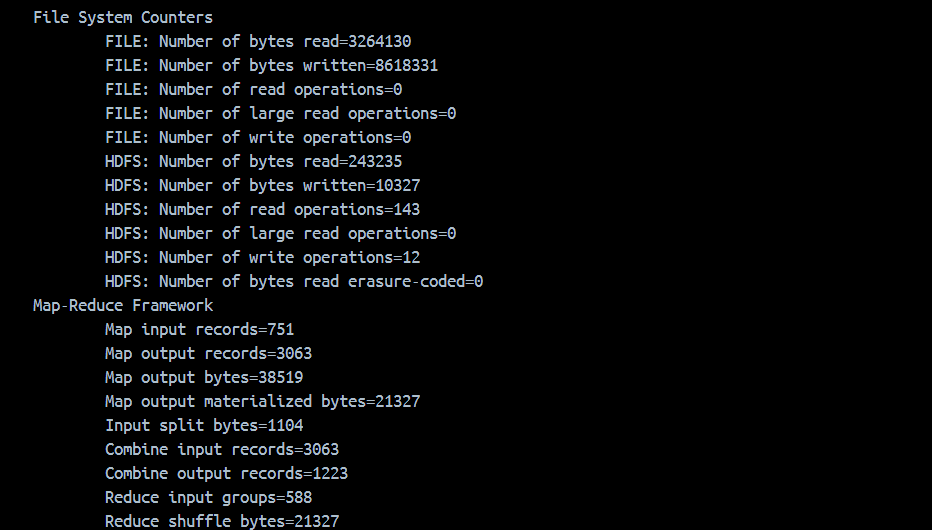 File System Counters
FILE: Number of bytes read=3264130
FILE: Number of bytes written=8618331
FILE: Number of read operations=0
FILE: Number of large read operations=0
FILE: Number of write operations=0
HDFS: Number of bytes read=243235
HDFS: Number of bytes written=10327
HDFS: Number of read operations=143
HDFS: Number of large read operations=0
HDFS: Number of write operations=12
HDFS: Number of bytes read erasure-coded=0
Map-Reduce Framework
Map input records=751
Map output records=3063
Map output bytes=38519
Map output materialized bytes=21327
Input split bytes=1104
Combine input records=3063
Combine output records=1223
Reduce input groups=588
Reduce shuffle bytes=21327